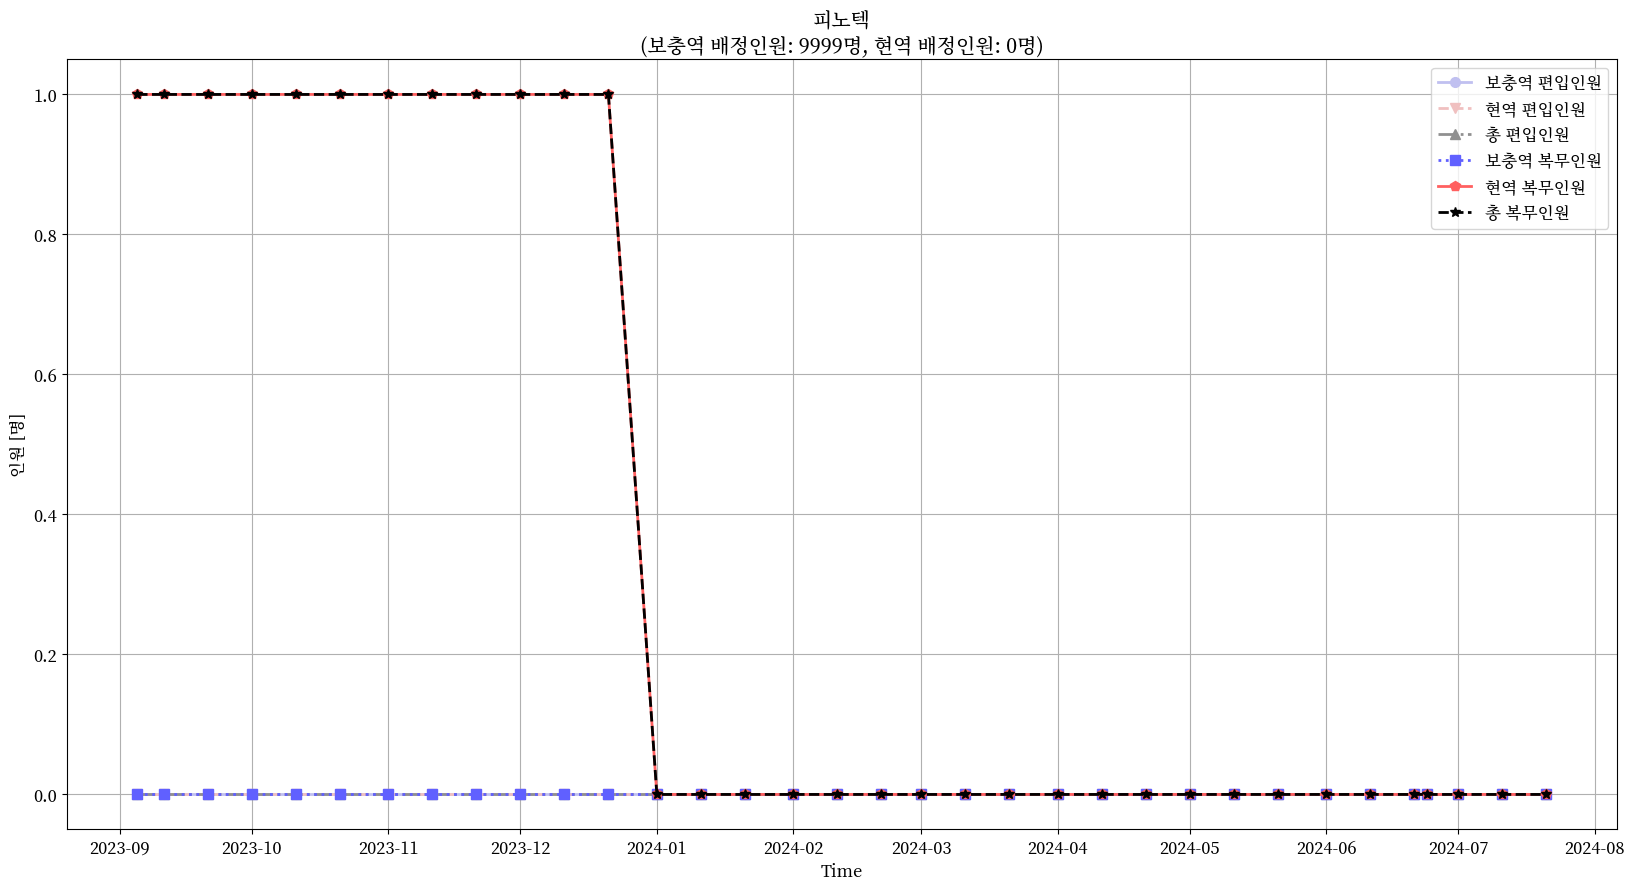 피노텍
(보충역 배정인원: 9999명, 현역 배정인원: 0명)
보충역 편입인원
현역 편입인원
총 편입인원
보충역 복무인원
현역 복무인원
총 복무인원
1.0
0.8
0.6
0.4
0.2
0.0
인원 [명]
2023-09 2023-10 2023-11 2023-12 2024-01 2024-02 2024-03 2024-04 2024-05 2024-06 2024-07 2024-08
Time